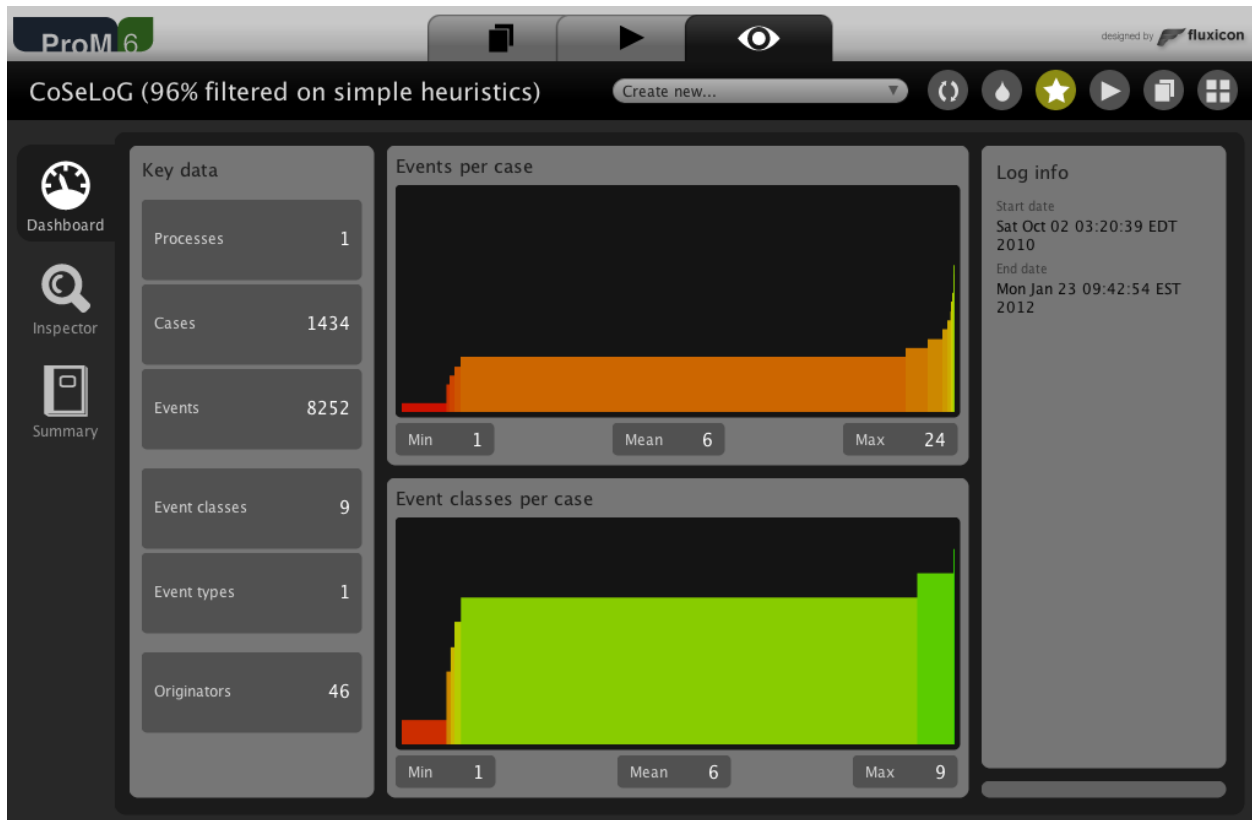 ProM 6
designed by fluxicon
CoSeLoG (96% filtered on simple heuristics)
Create new...
Dashboard
Inspector
Summary
Key data
Processes 1
Cases 1434
Events 8252
Event classes 9
Event types 1
Originators 46
Events per case
Min 1 Mean 6 Max 24
Event classes per case
Min 1 Mean 6 Max 9
Log info
Start date
Sat Oct 02 03:20:39 EDT
2010
End date
Mon Jan 23 09:42:54 EST
2012